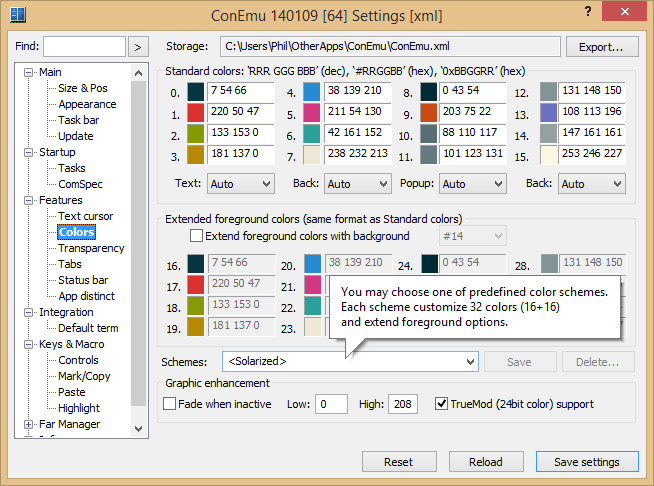 ConEmu 140109 [64] Settings [xml]
Find:
>
Storage:
C:\Users\Phil\OtherApps\ConEmu\ConEmu.xml
Export...
Main
Size & Pos
Appearance
Task bar
Update
Startup
Tasks
ComSpec
Features
Text cursor
Colors
Transparency
Tabs
Status bar
App distinct
Integration
Default term
Keys & Macro
Controls
Mark/Copy
Paste
Highlight
Far Manager
Standard colors: 'RRR GGG BBB' (dec), '#RRGGBB' (hex), '0xBBGGRR' (hex)
0. 7 54 66 4. 38 139 210 8. 0 43 54 12. 131 148 150
1. 220 50 47 5. 211 54 130 9. 203 75 22 13. 108 113 196
2. 133 153 0 6. 42 161 152 10. 88 110 117 14. 147 161 161
3. 181 137 0 7. 238 232 213 11. 101 123 131 15. 253 246 227
Text: Auto Back: Auto Popup: Auto Back: Auto
Extended foreground colors (same format as Standard colors)
Extend foreground colors with background #14
16. 7 54 66 20. 38 139 210 24. 0 43 54 28. 131 148 150
17. 220 50 47 21.
18. 133 153 0 22.
19. 181 137 0 23.
You may choose one of predefined color schemes.
Each scheme customize 32 colors (16+16)
and extend foreground options.
Schemes: <Solarized> Save Delete...
Graphic enhancement
Fade when inactive Low: 0 High: 208 TrueMod (24bit color) support
Reset Reload Save settings